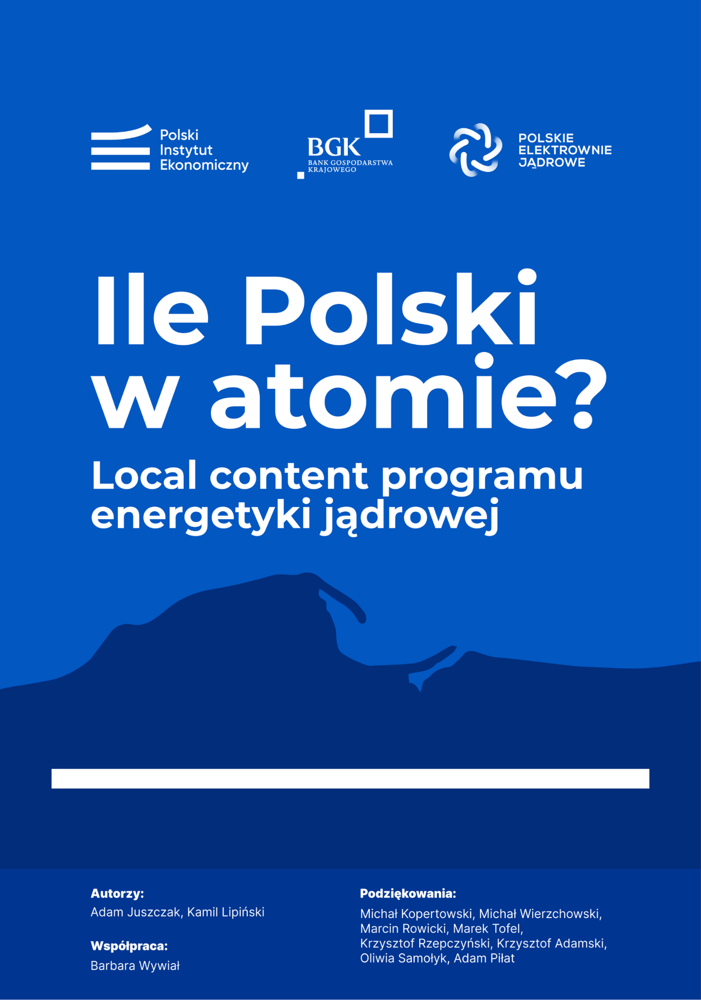 Polski
Instytut
Ekonomiczny
BGK
BANK GOSPODARSTWA
KRAJOWEGO
POLSKIE
ELEKTROWNIE
JĄDROWE
Ile Polski
w atomie?
Local content programu
energetyki jądrowej
Autorzy:
Adam Juszczak, Kamil Lipiński
Współpraca:
Barbara Wywiał
Podziękowania:
Michał Kopertowski, Michał Wierzchowski,
Marcin Rowicki, Marek Tofel,
Krzysztof Rzepczyński, Krzysztof Adamski,
Oliwia Samołyk, Adam Piłat